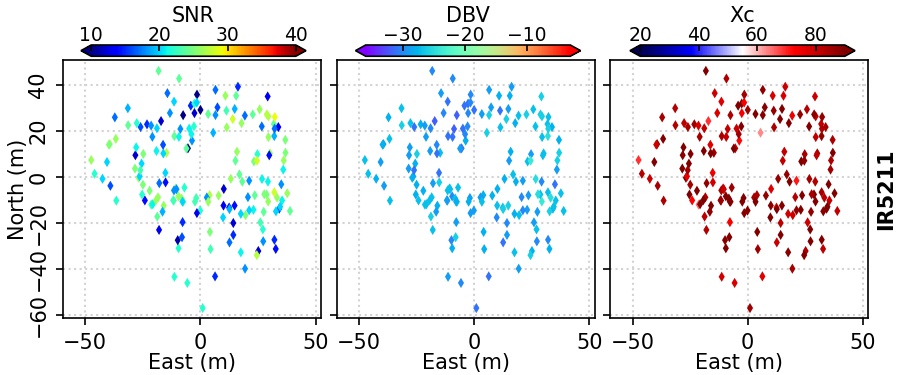 SNR DBV Xc
10 20 30 40 −30 −20 −10 20 40 60 80
40
20
0
−20
−40
−60
North (m)
−50 0 50 −50 0 50 −50 0 50
East (m) East (m) East (m)
IR5211